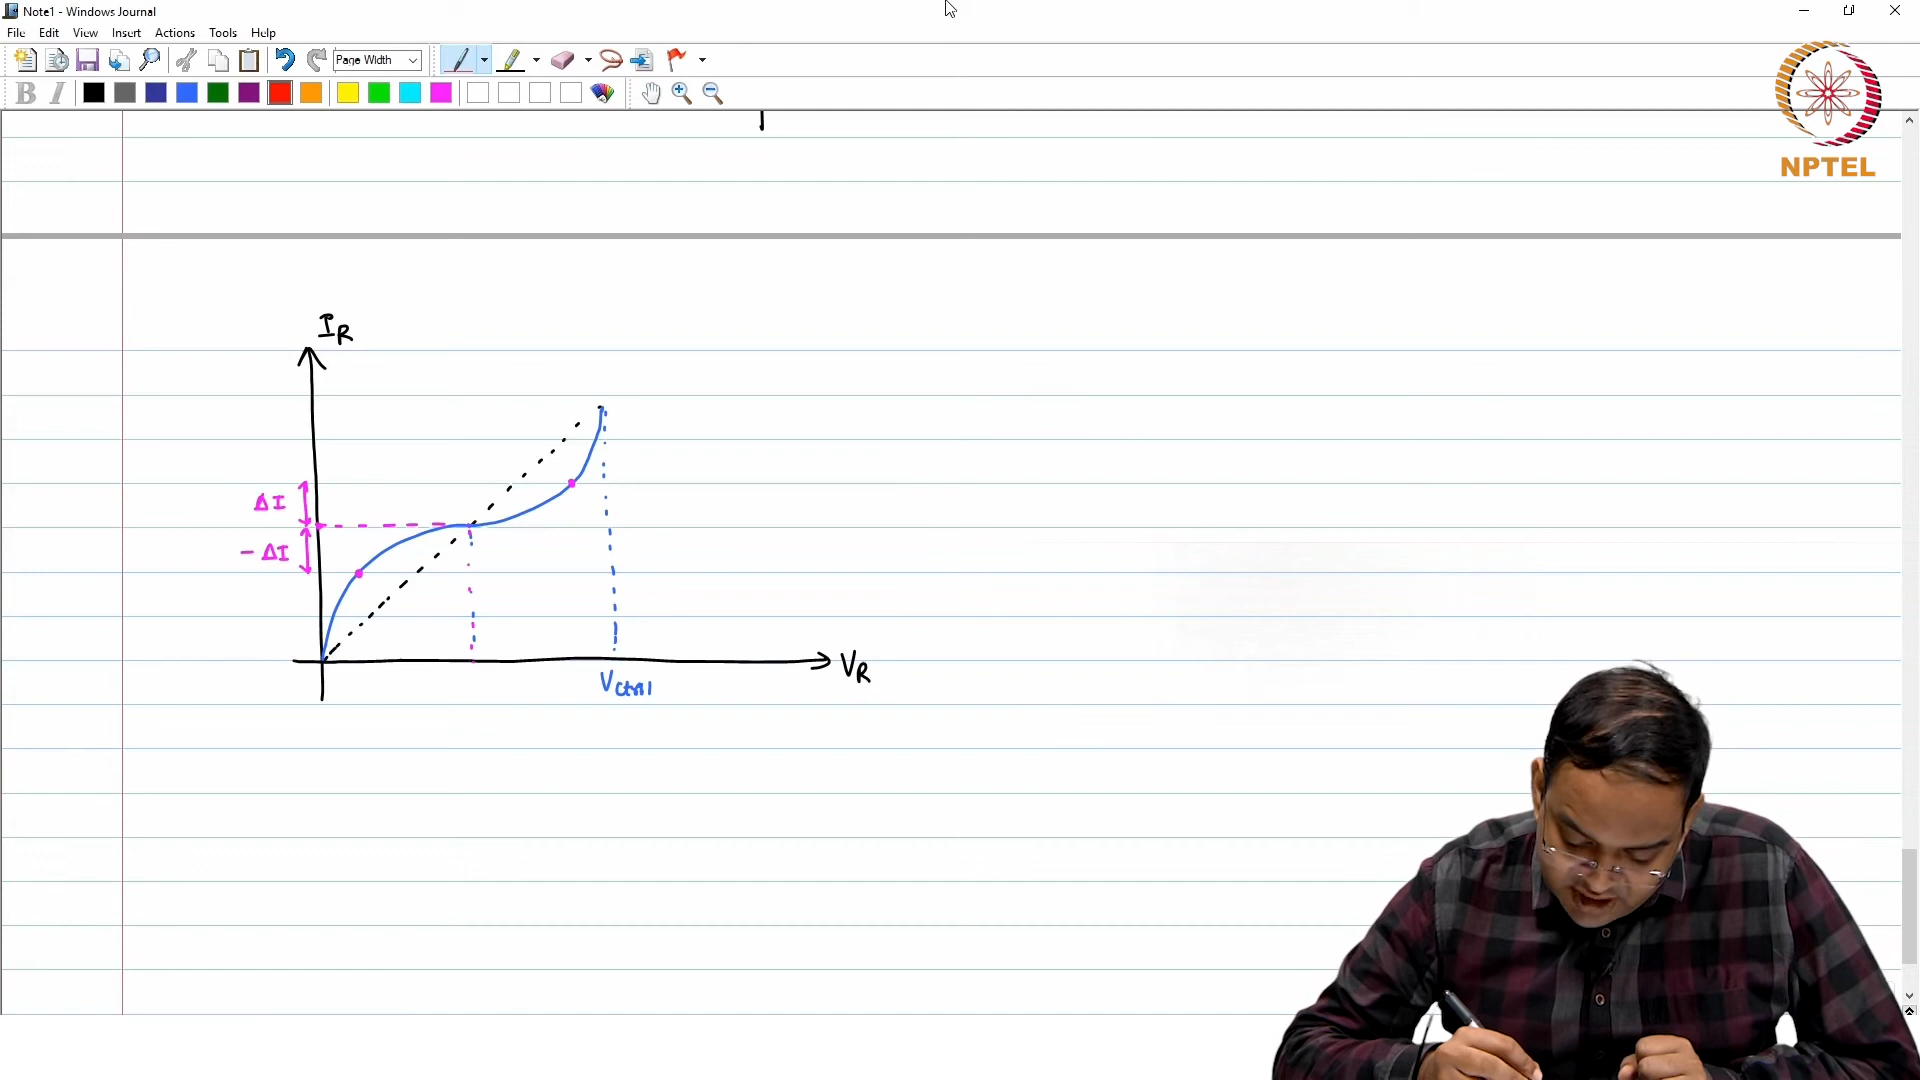 Note1 - Windows Journal
File Edit View Insert Actions Tools Help
Page Width
B I
NPTEL
I_R
ΔI
- ΔI
V_R
V_ctrl